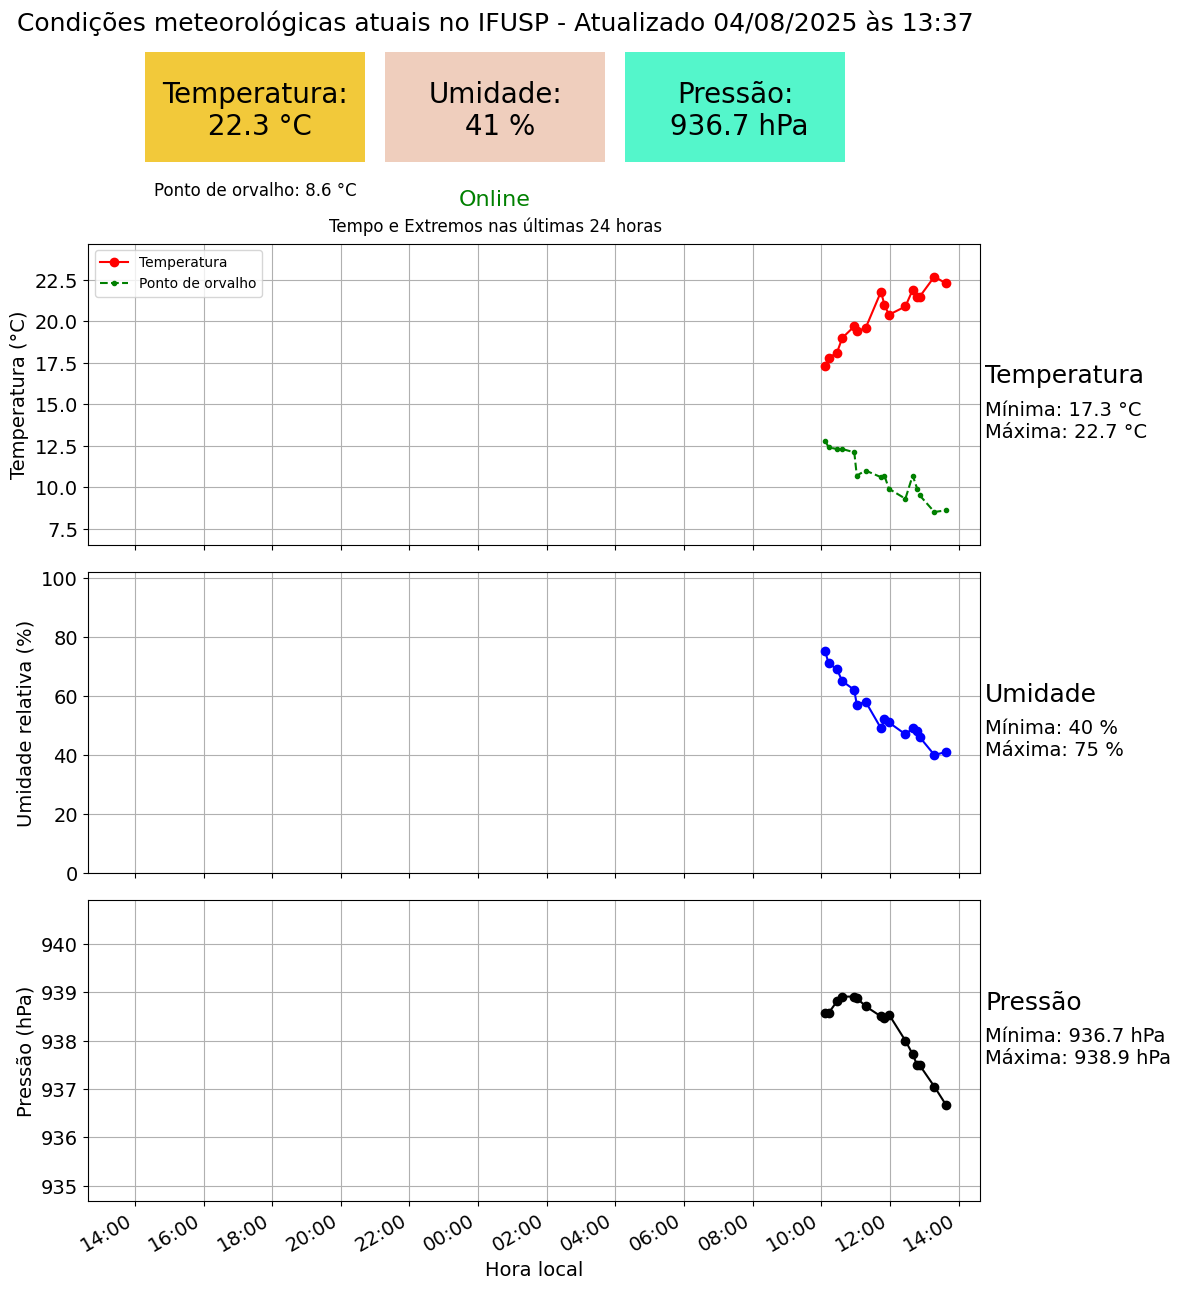 Condições meteorológicas atuais no IFUSP - Atualizado 04/08/2025 às 13:37
Temperatura:
22.3 °C
Umidade:
41 %
Pressão:
936.7 hPa
Ponto de orvalho: 8.6 °C
Online
Tempo e Extremos nas últimas 24 horas
Temperatura
Ponto de orvalho
Temperatura (°C)
22.5
20.0
17.5
15.0
12.5
10.0
7.5
Temperatura
Mínima: 17.3 °C
Máxima: 22.7 °C
Umidade relativa (%)
100
80
60
40
20
0
Umidade
Mínima: 40 %
Máxima: 75 %
Pressão (hPa)
940
939
938
937
936
935
Pressão
Mínima: 936.7 hPa
Máxima: 938.9 hPa
14:00
16:00
18:00
20:00
22:00
00:00
02:00
04:00
06:00
08:00
10:00
12:00
14:00
Hora local